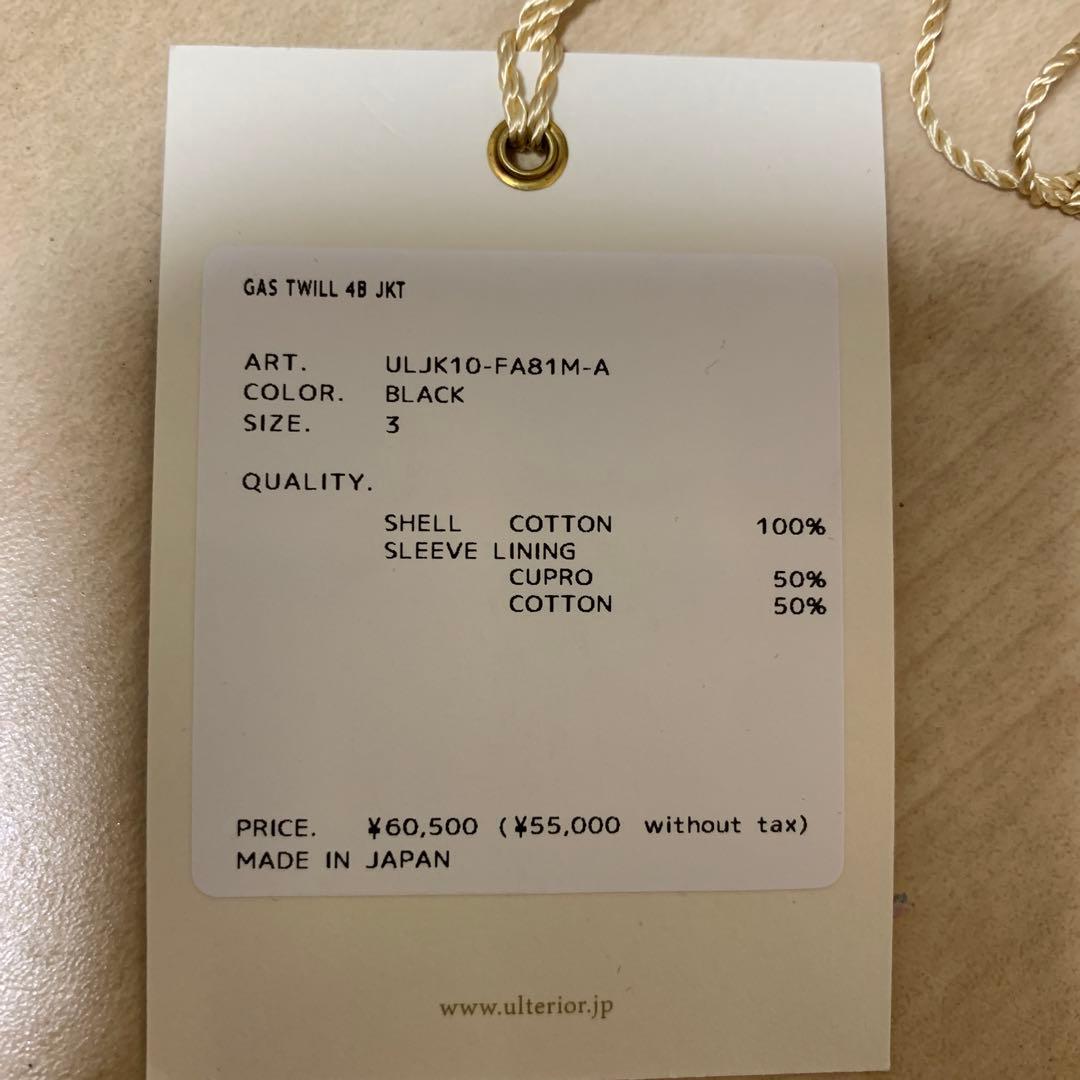 GAS TWILL 4B JKT
ART. ULJK10-FA81M-A
COLOR. BLACK
SIZE. 3
QUALITY.
SHELL COTTON 100%
SLEEVE LINING
CUPRO 50%
COTTON 50%
PRICE. ¥60,500 (¥55,000 without tax)
MADE IN JAPAN
www.ulterior.jp